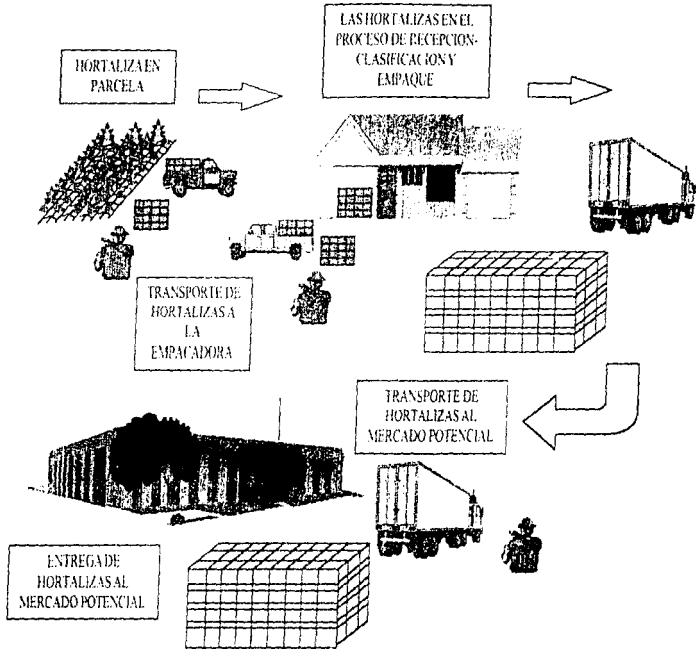 HORTALIZA EN
PARCELA
LAS HORTALIZAS EN EL
PROCESO DE RECEPCION-
CLASIFICACION Y
EMPAQUE
TRANSPORTE DE
HORTALIZAS A
LA
EMPACADORA
TRANSPORTE DE
HORTALIZAS AL
MERCADO POTENCIAL
ENTREGA DE
HORTALIZAS AL
MERCADO POTENCIAL